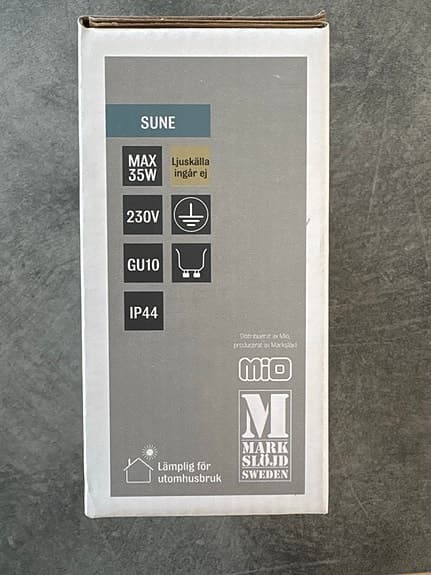 SUNE
MAX
35W
Ljuskälla
ingår ej
230V
GU10
IP44
Distribuerat av Mio,
producerat av Markslöjd
MIO
M
MARK
SLÖJD
SWEDEN
Lämplig för
utomhusbruk